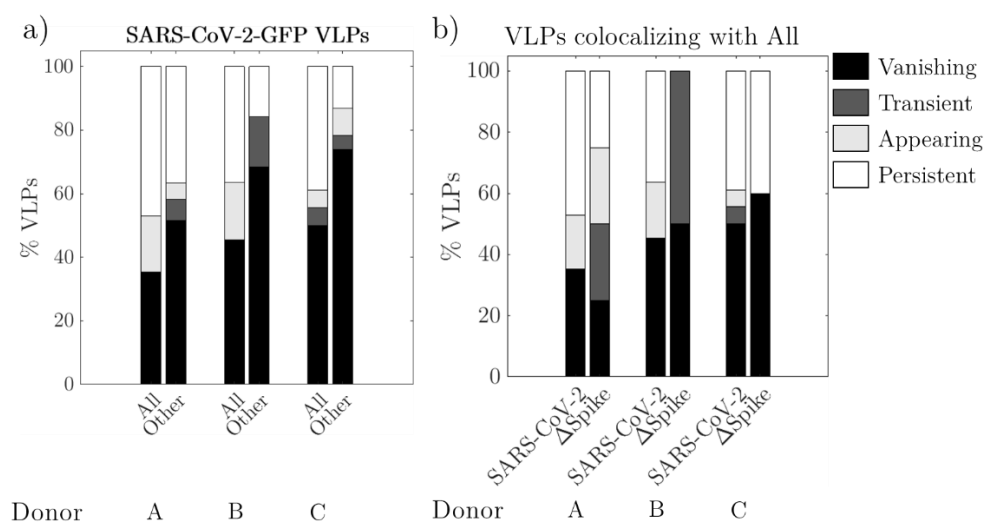 a)
SARS-CoV-2-GFP VLPs
% VLPs
100
80
60
40
20
0
All
Other
All
Other
All
Other
Donor A B C
b)
VLPs colocalizing with All
% VLPs
100
80
60
40
20
0
SARS-CoV-2
ΔSpike
SARS-CoV-2
ΔSpike
SARS-CoV-2
ΔSpike
Donor A B C
Vanishing
Transient
Appearing
Persistent